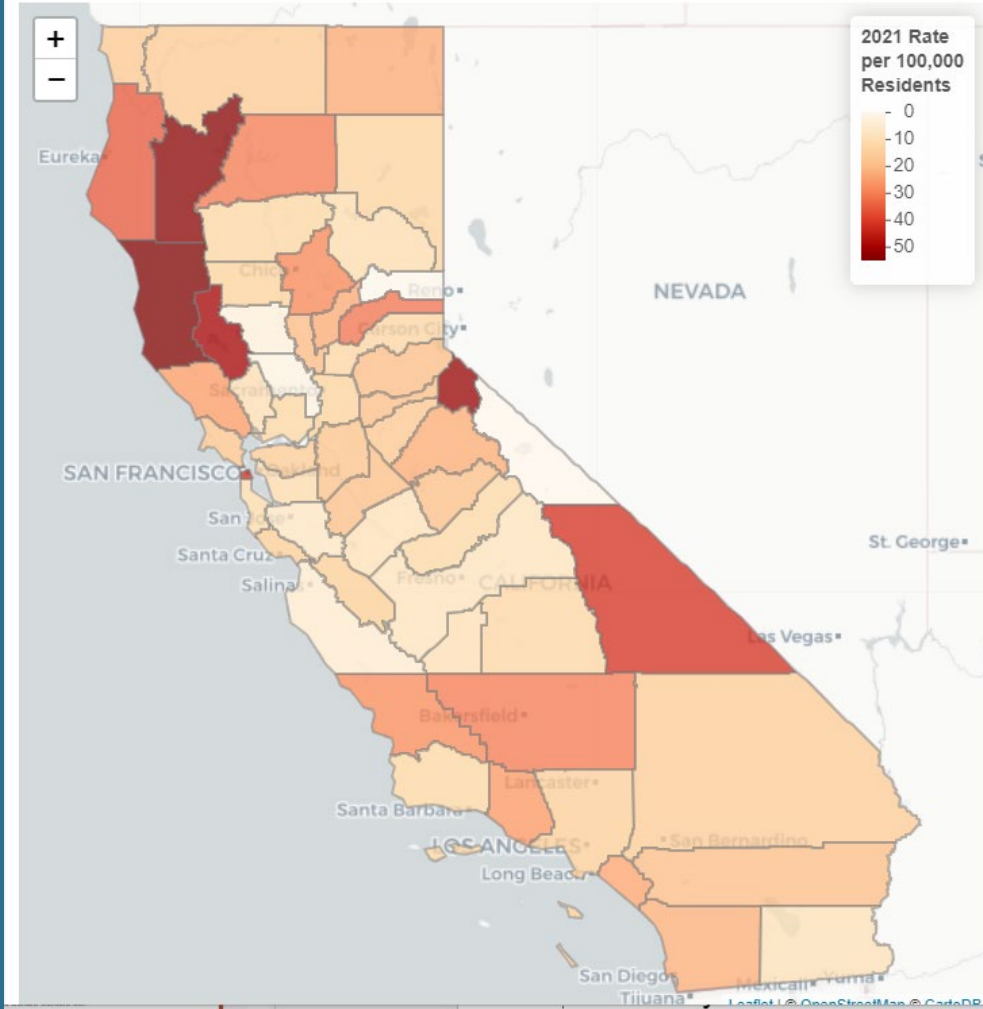 +
−
2021 Rate
per 100,000
Residents
0
10
20
30
40
50
Eureka
Chico
Reno
NEVADA
Carson City
Sacramento
SAN FRANCISCO
Oakland
San Jose
St. George
Santa Cruz
Salinas
Fresno
CALIFORNIA
Las Vegas
Bakersfield
Lancaster
Santa Barbara
San Bernardino
LOS ANGELES
Long Beach
San Diego
Mexicali
Yuma
Tijuana
Leaflet | © OpenStreetMap © CartoDB